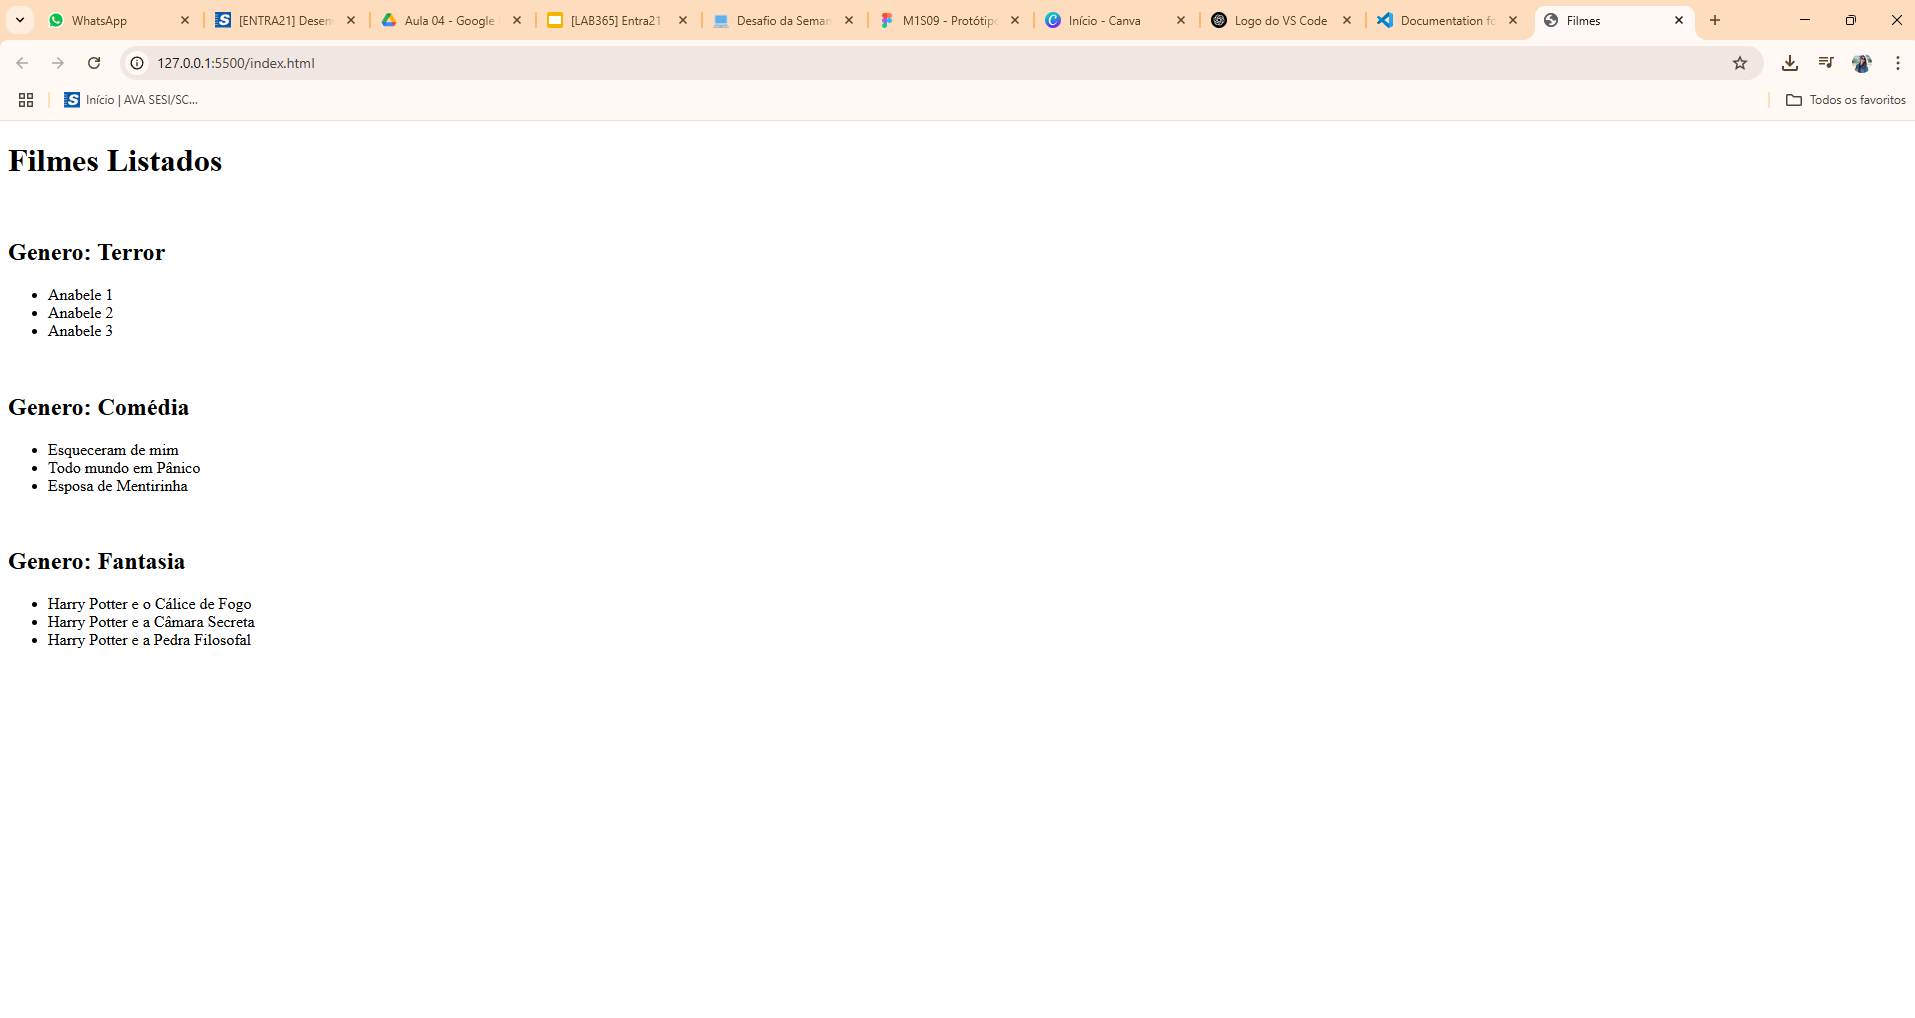 WhatsApp
[ENTRA21] Desen
Aula 04 - Google
[LAB365] Entra21
Desafio da Seman
M1S09 - Protótipo
Início - Canva
Logo do VS Code
Documentation fo
Filmes
127.0.0.1:5500/index.html
Início | AVA SESI/SC...
Todos os favoritos
Filmes Listados
Genero: Terror
Anabele 1
Anabele 2
Anabele 3
Genero: Comédia
Esqueceram de mim
Todo mundo em Pânico
Esposa de Mentirinha
Genero: Fantasia
Harry Potter e o Cálice de Fogo
Harry Potter e a Câmara Secreta
Harry Potter e a Pedra Filosofal